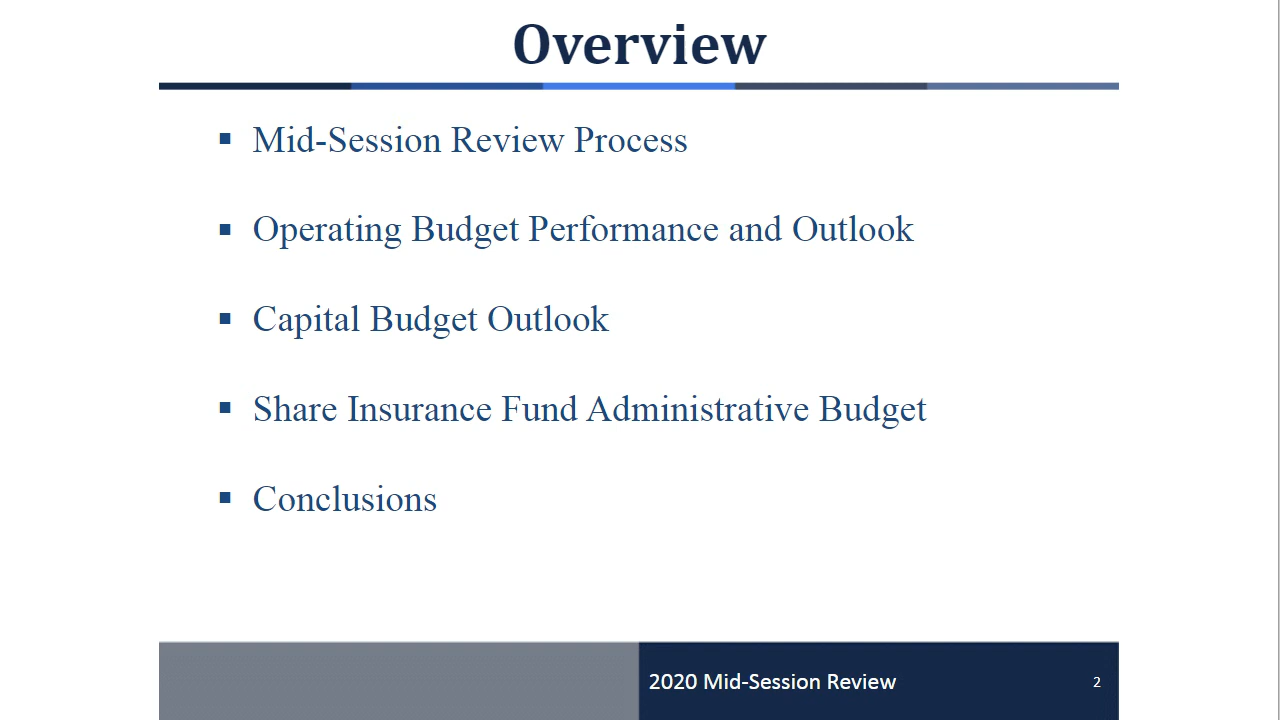 Overview
▪ Mid-Session Review Process
▪ Operating Budget Performance and Outlook
▪ Capital Budget Outlook
▪ Share Insurance Fund Administrative Budget
▪ Conclusions
2020 Mid-Session Review
2